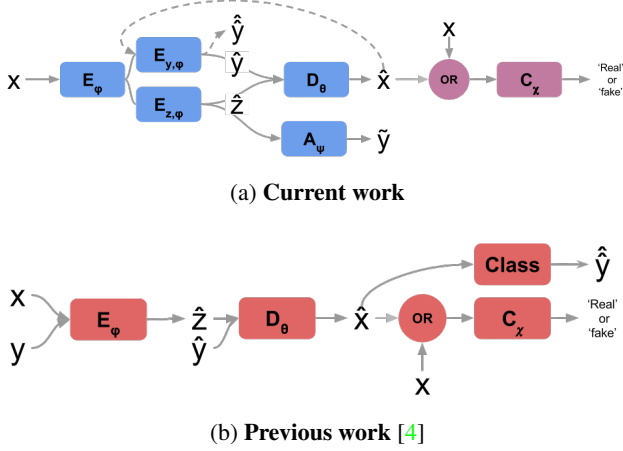 x
E_φ
E_y,φ
E_z,φ
ŷ̂
ŷ
ẑ
D_θ
A_ψ
x̂
ỹ
x
OR
C_χ
'Real'
or
'fake'
(a) Current work
x
y
E_φ
ẑ
ŷ
D_θ
x̂
Class
ŷ̂
OR
x
C_χ
'Real'
or
'fake'
(b) Previous work [4]